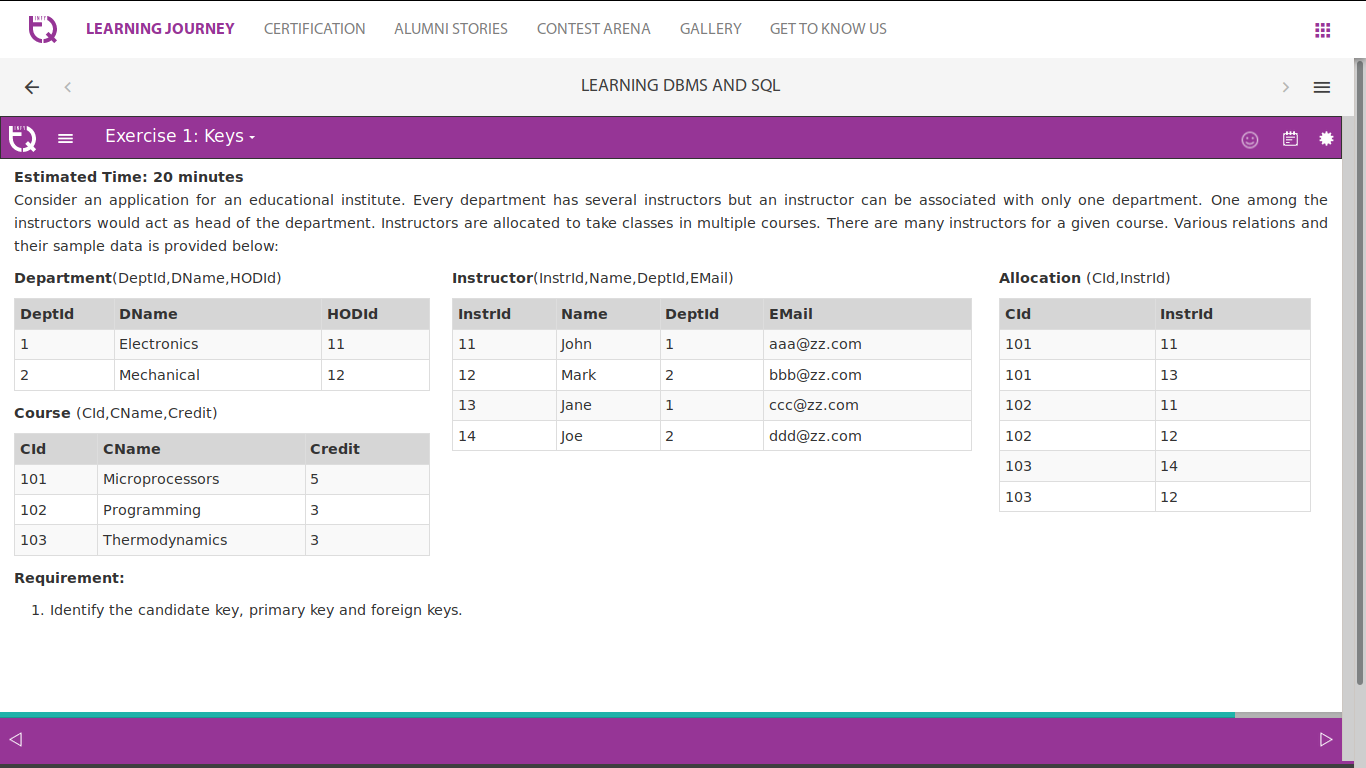 INFY TQ
LEARNING JOURNEY CERTIFICATION ALUMNI STORIES CONTEST ARENA GALLERY GET TO KNOW US
LEARNING DBMS AND SQL
INFY TQ
Exercise 1: Keys
Estimated Time: 20 minutes
Consider an application for an educational institute. Every department has several instructors but an instructor can be associated with only one department. One among the
instructors would act as head of the department. Instructors are allocated to take classes in multiple courses. There are many instructors for a given course. Various relations and
their sample data is provided below:
Department(DeptId,DName,HODId)
DeptId DName HODId
1 Electronics 11
2 Mechanical 12
Course (CId,CName,Credit)
CId CName Credit
101 Microprocessors 5
102 Programming 3
103 Thermodynamics 3
Instructor(InstrId,Name,DeptId,EMail)
InstrId Name DeptId EMail
11 John 1 aaa@zz.com
12 Mark 2 bbb@zz.com
13 Jane 1 ccc@zz.com
14 Joe 2 ddd@zz.com
Allocation (CId,InstrId)
CId InstrId
101 11
101 13
102 11
102 12
103 14
103 12
Requirement:
1. Identify the candidate key, primary key and foreign keys.